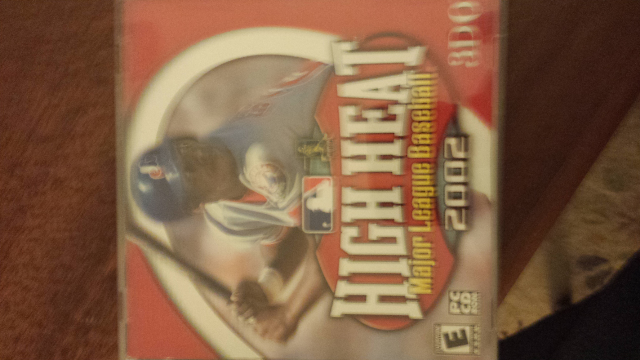 3DO
HIGH HEAT
Major League Baseball
2002
PC
CD
ROM
E